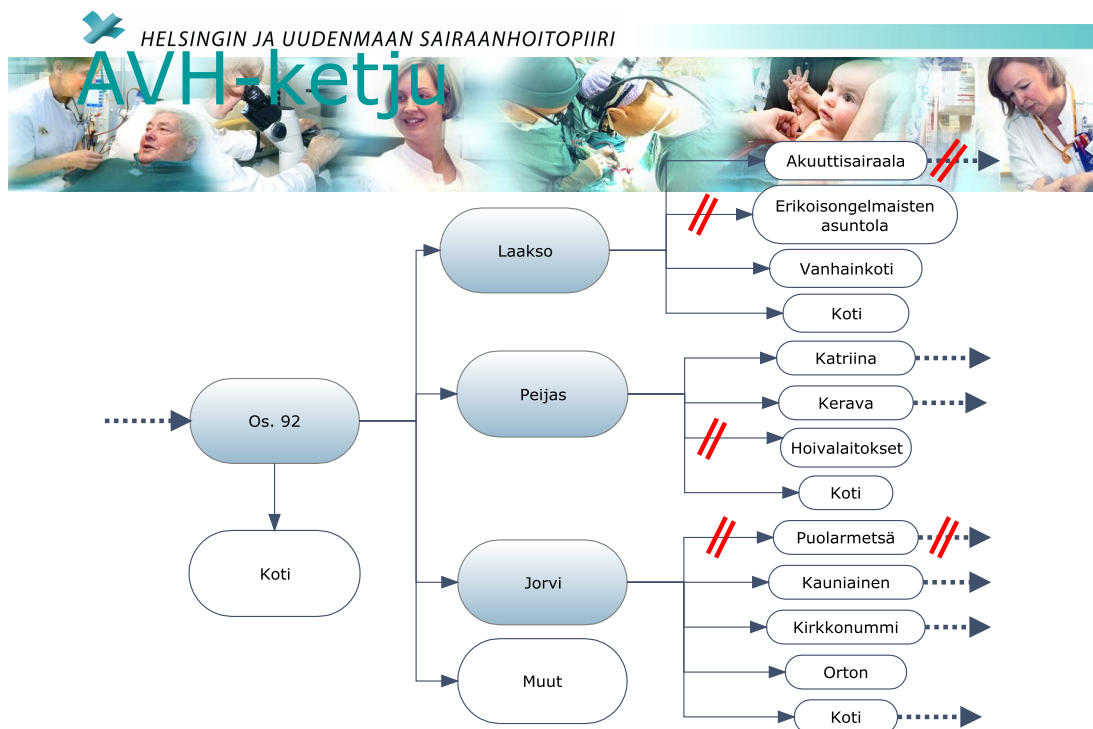 HELSINGIN JA UUDENMAAN SAIRAANHOITOPIIRI
AVH-ketju
Akuuttisairaala
Erikoisongelmaisten
asuntola
Laakso
Vanhainkoti
Koti
Katriina
Peijas
Kerava
Os. 92
Hoivalaitokset
Koti
Puolarmetsä
Koti
Jorvi
Kauniainen
Kirkkonummi
Orton
Muut
Koti